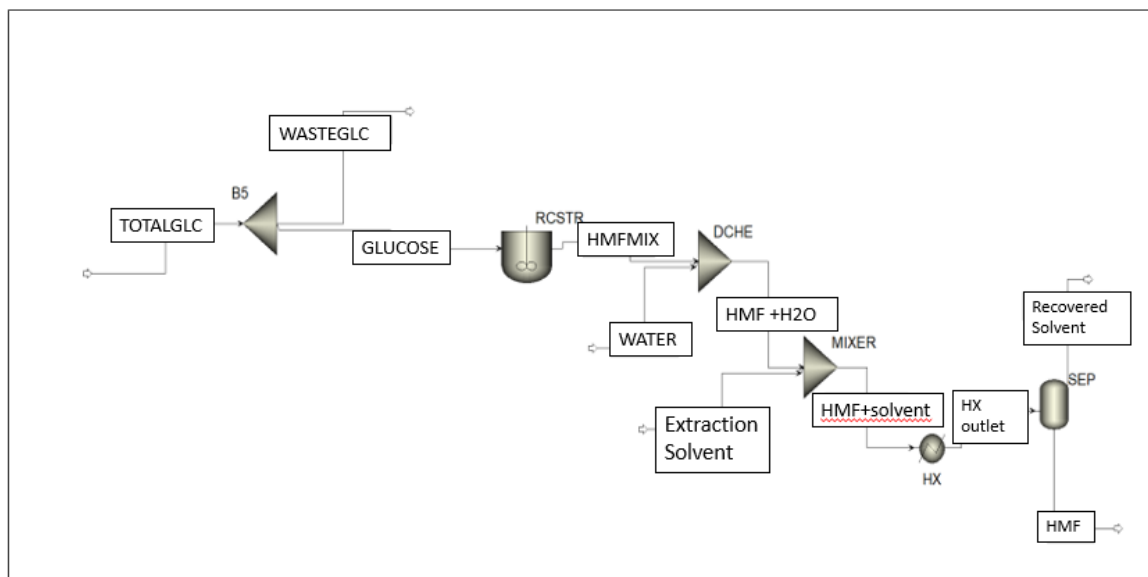 WASTEGLC
B5
TOTALGLC
GLUCOSE
RCSTR
HMFMIX
DCHE
WATER
HMF +H2O
MIXER
Extraction
Solvent
HMF+solvent
HX
HX
outlet
Recovered
Solvent
SEP
HMF